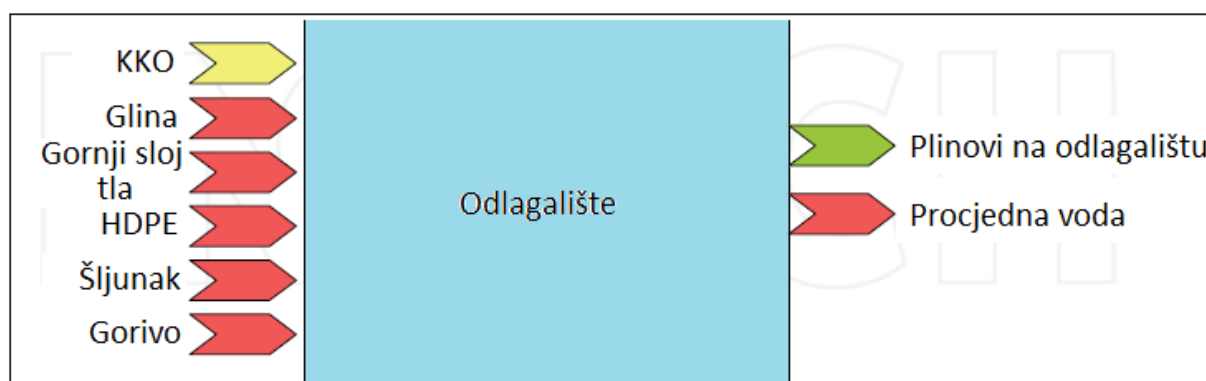 KKO
Glina
Gornji sloj
tla
HDPE
Šljunak
Gorivo
Odlagalište
Plinovi na odlagalištu
Procjedna voda